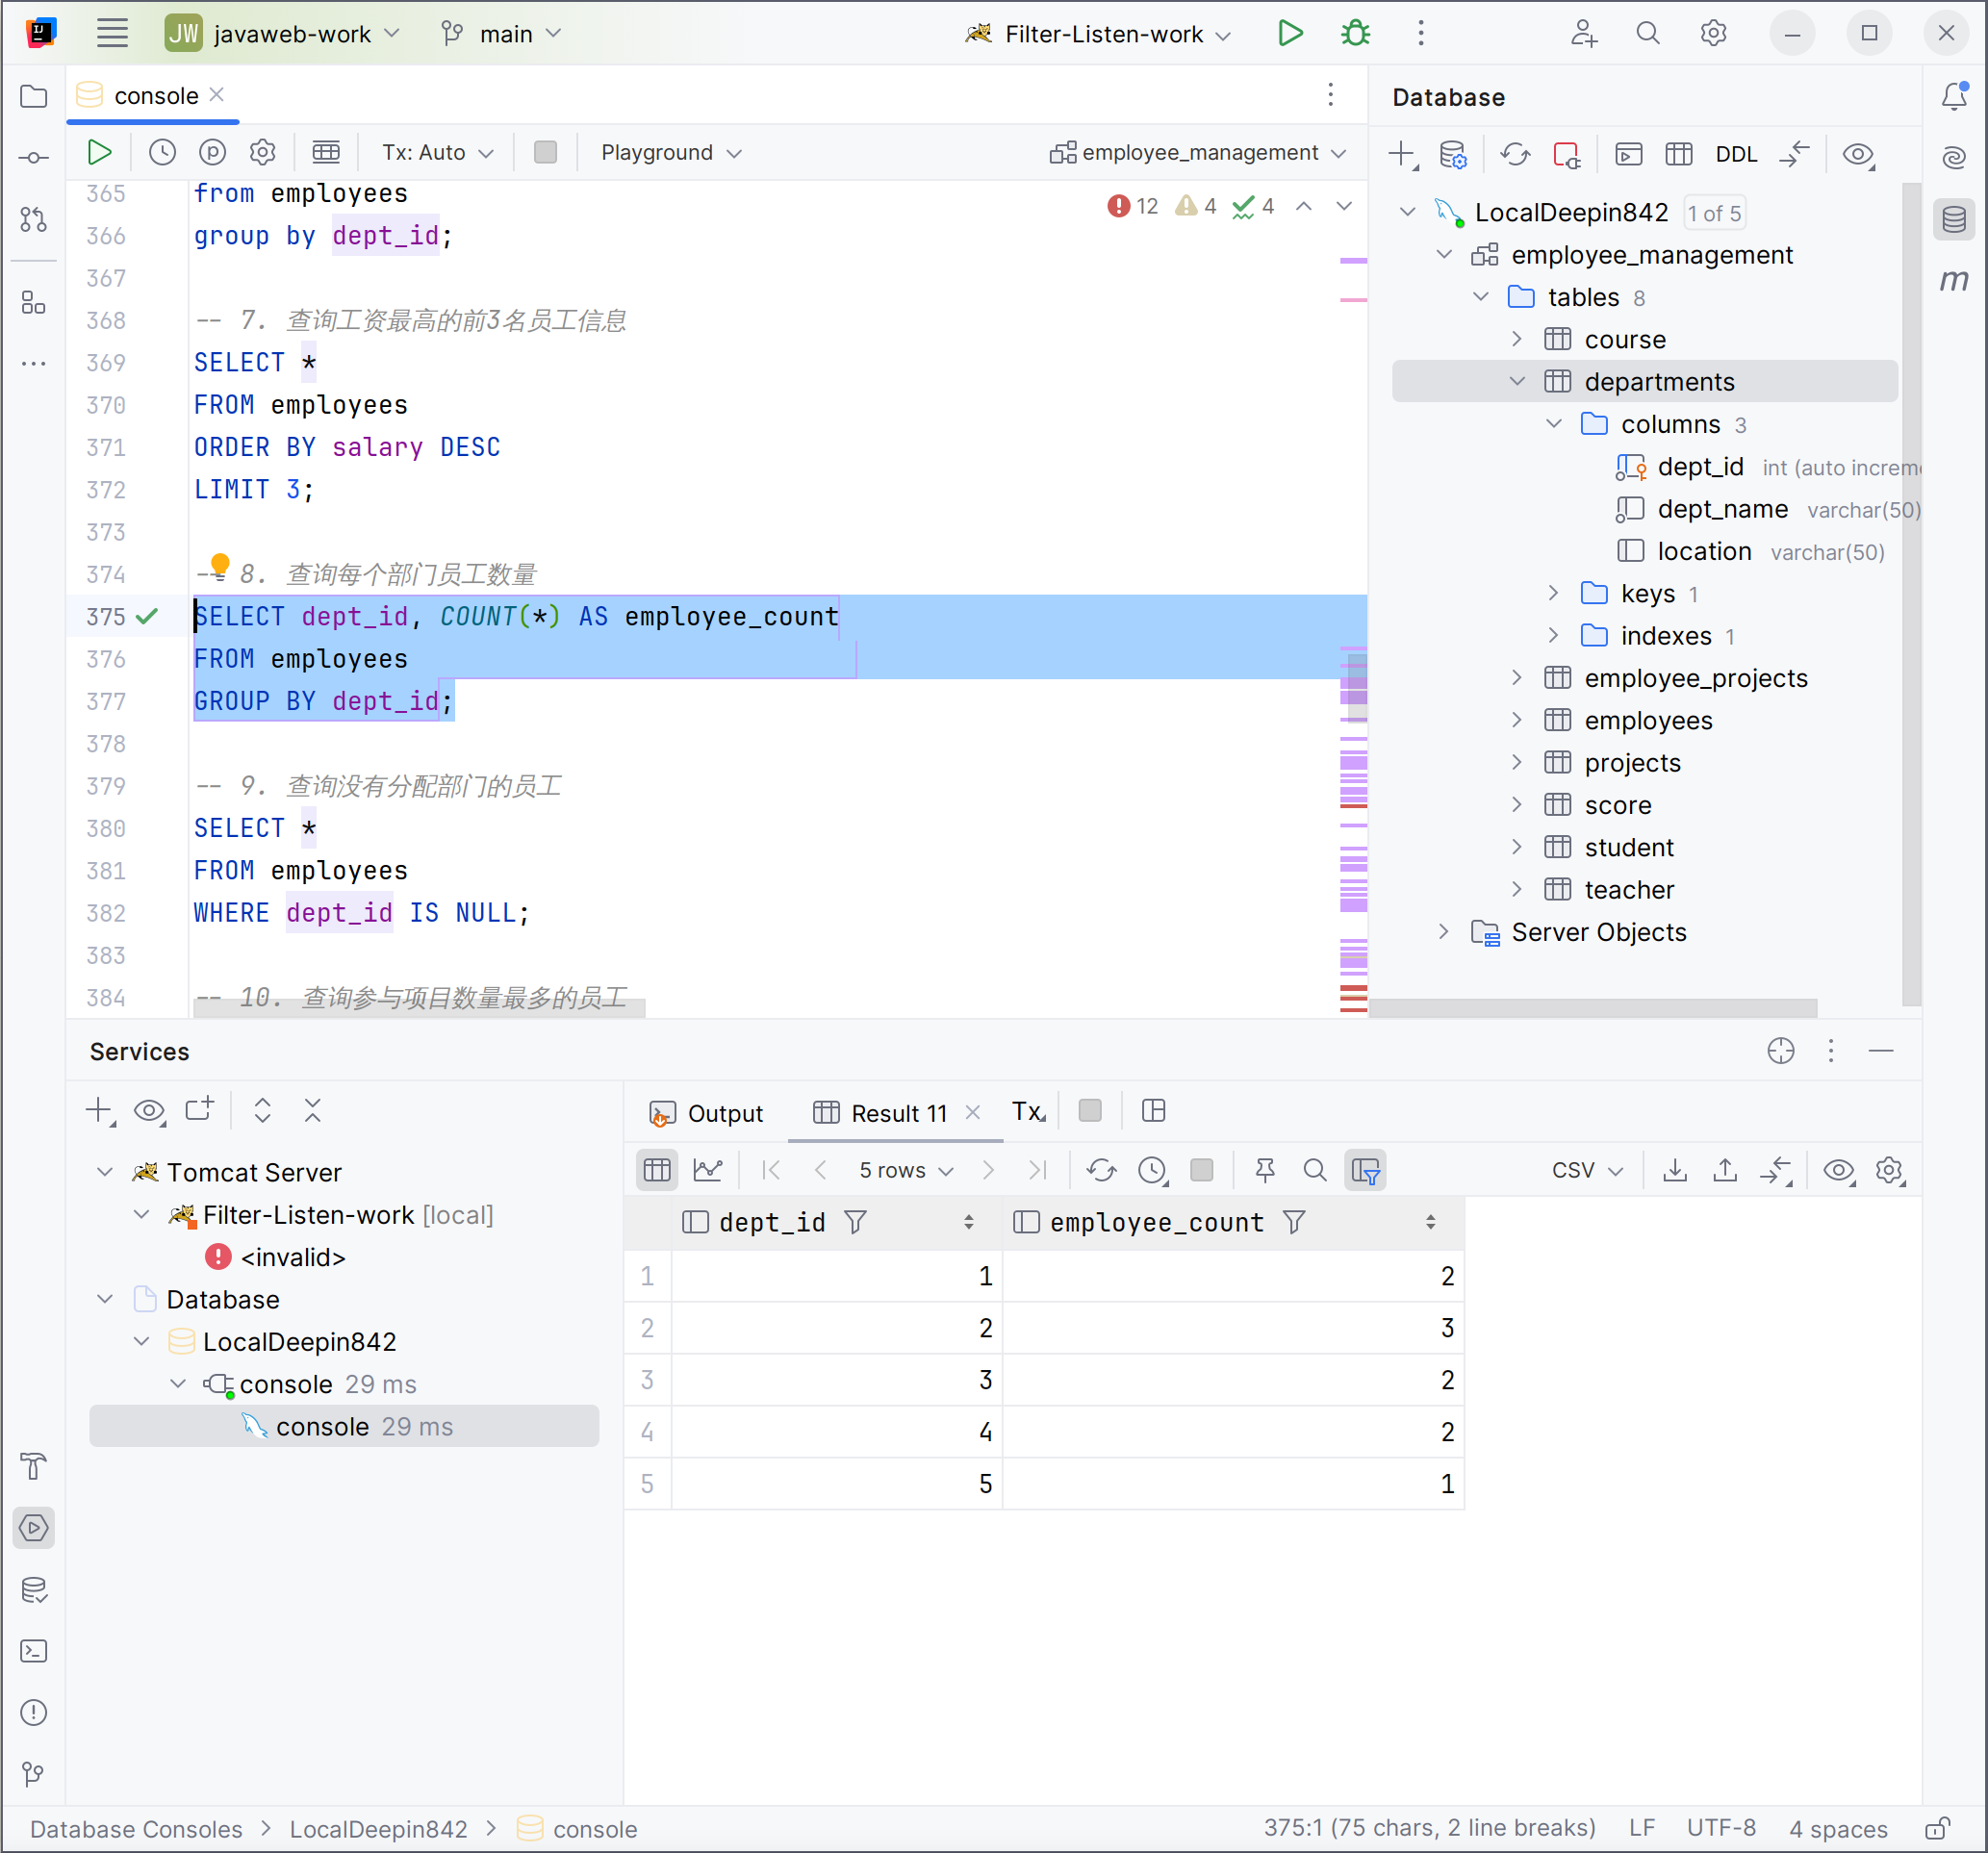 JW javaweb-work main Filter-Listen-work
console
Tx: Auto Playground employee_management
12 4 4
365 from employees
366 group by dept_id;
367
368 -- 7. 查询工资最高的前3名员工信息
369 SELECT *
370 FROM employees
371 ORDER BY salary DESC
372 LIMIT 3;
373
374 -- 8. 查询每个部门员工数量
375 SELECT dept_id, COUNT(*) AS employee_count
376 FROM employees
377 GROUP BY dept_id;
378
379 -- 9. 查询没有分配部门的员工
380 SELECT *
381 FROM employees
382 WHERE dept_id IS NULL;
383
384 -- 10. 查询参与项目数量最多的员工
Database
DDL
LocalDeepin842 1 of 5
employee_management
tables 8
course
departments
columns 3
dept_id int (auto increme
dept_name varchar(50)
location varchar(50)
keys 1
indexes 1
employee_projects
employees
projects
score
student
teacher
Server Objects
m
Services
Tomcat Server
Filter-Listen-work [local]
<invalid>
Database
LocalDeepin842
console 29 ms
console 29 ms
Output Result 11 Tx
5 rows CSV
dept_id employee_count
1 1 2
2 2 3
3 3 2
4 4 2
5 5 1
Database Consoles LocalDeepin842 console
375:1 (75 chars, 2 line breaks) LF UTF-8 4 spaces